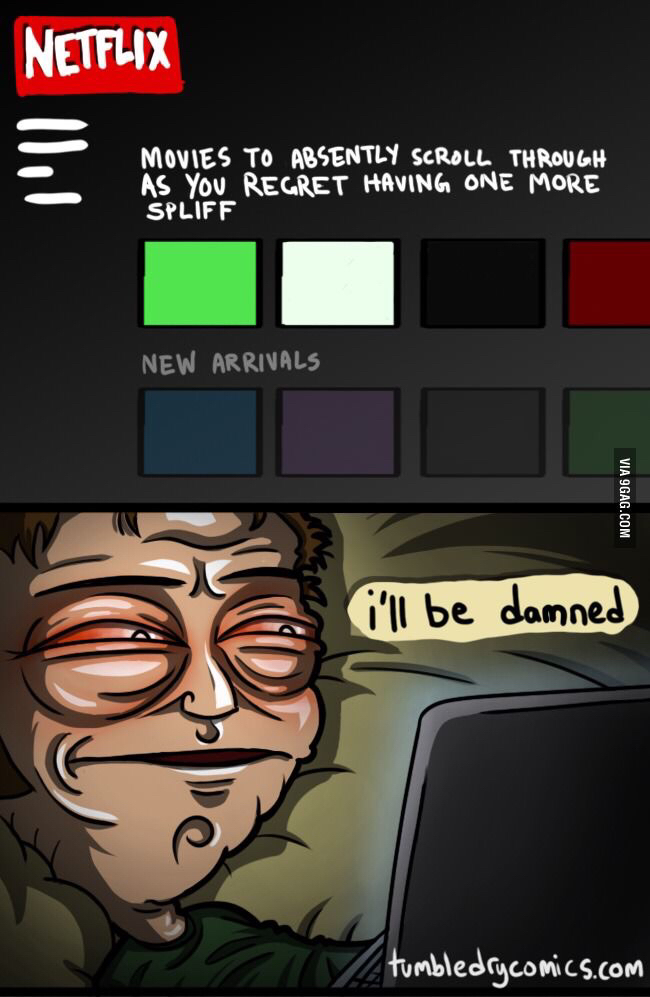 NETFLIX
MOVIES TO ABSENTLY SCROLL THROUGH
AS YOU REGRET HAVING ONE MORE
SPLIFF
NEW ARRIVALS
VIA 9GAG.COM
i'll be damned
tumbledrycomics.com